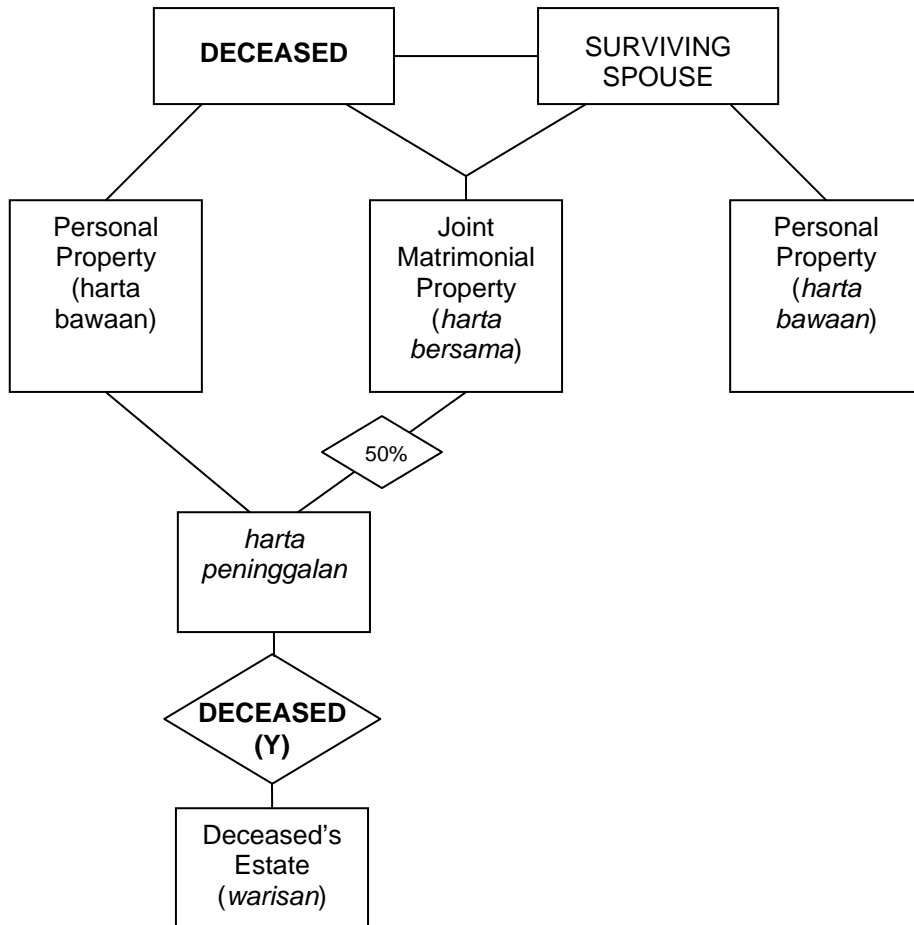 DECEASED
SURVIVING
SPOUSE
Personal
Property
(harta
bawaan)
Joint
Matrimonial
Property
(harta
bersama)
Personal
Property
(harta
bawaan)
50%
harta
peninggalan
DECEASED
(Y)
Deceased's
Estate
(warisan)